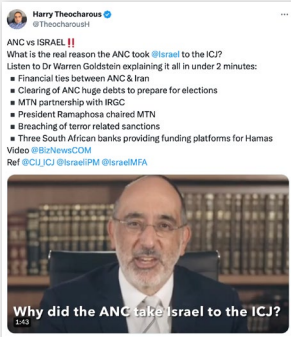 Harry Theocharous
@TheocharousH
ANC vs ISRAEL‼️
What is the real reason the ANC took @Israel to the ICJ?
Listen to Dr Warren Goldstein explaining it all in under 2 minutes:
▪ Financial ties between ANC & Iran
▪ Clearing of ANC huge debts to prepare for elections
▪ MTN partnership with IRGC
▪ President Ramaphosa chaired MTN
▪ Breaching of terror related sanctions
▪ Three South African banks providing funding platforms for Hamas
Video @BizNewsCOM
Ref @CIJ_ICJ @IsraeliPM @IsraelMFA
Why did the ANC take Israel to the ICJ?
1:43